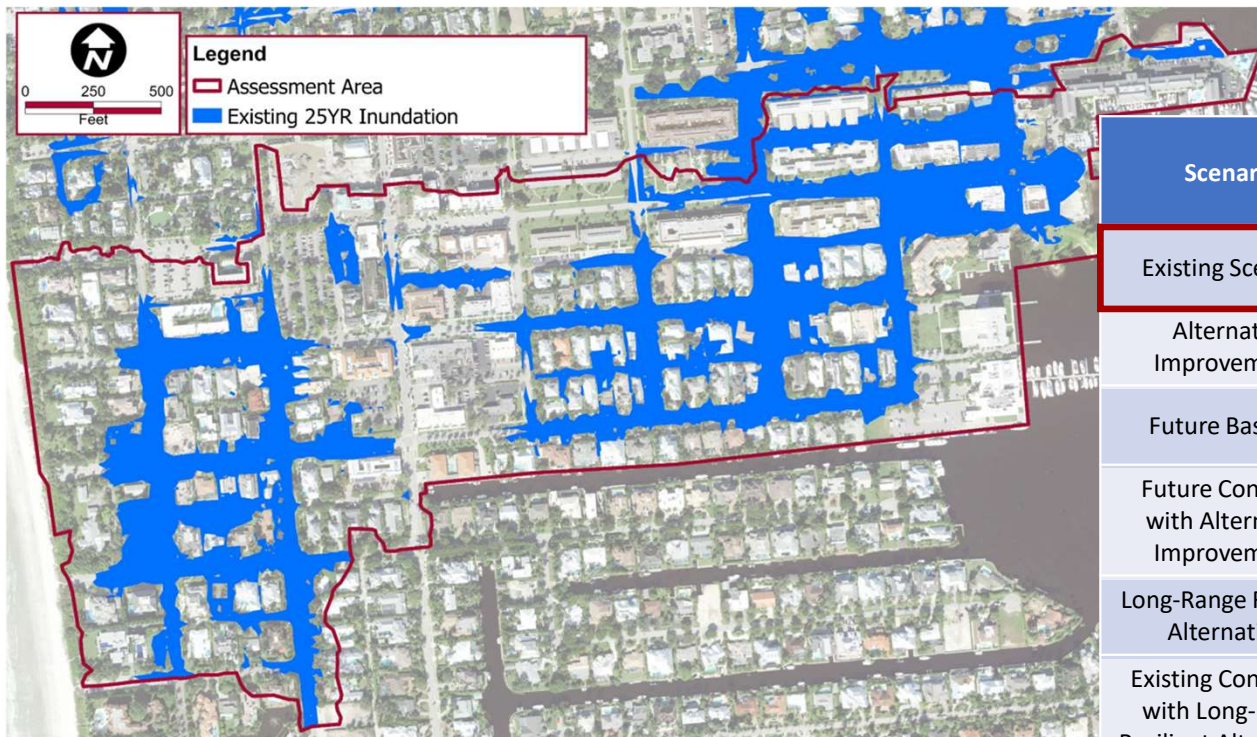 N
0 250 500
Feet
Legend
Assessment Area
Existing 25YR Inundation
Scenar
Existing Sce
Alternat
Improvem
Future Bas
Future Con
with Altern
Improvem
Long-Range
Alternat
Existing Con
with Long-